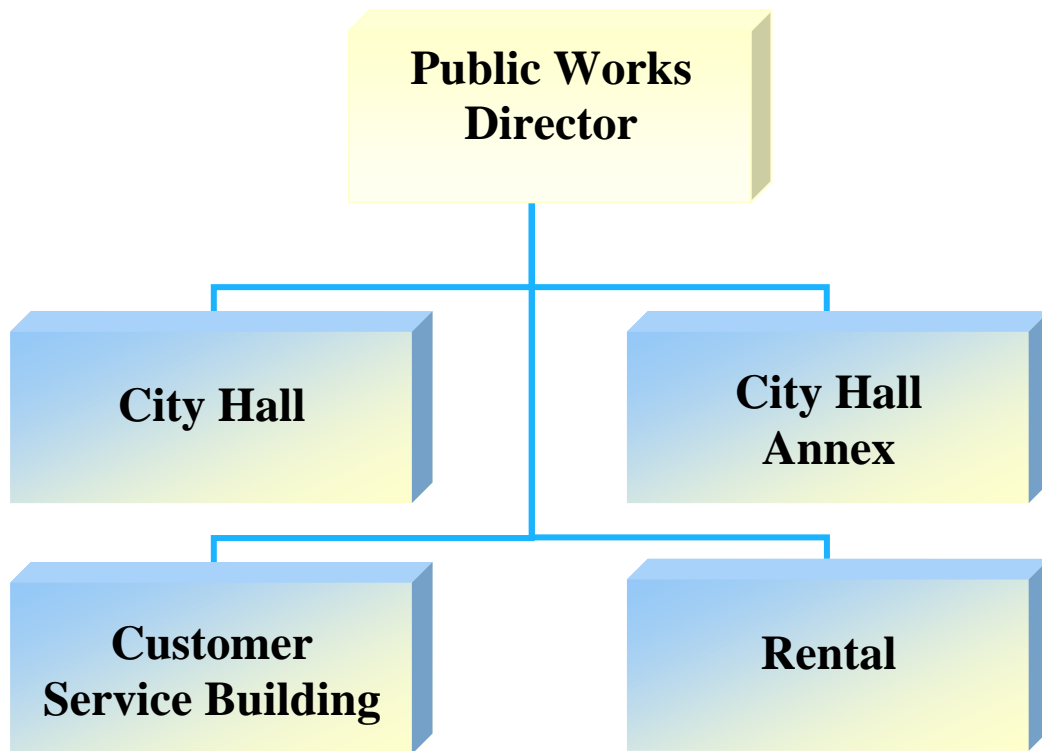 Public Works
Director
City Hall
City Hall
Annex
Customer
Service Building
Rental